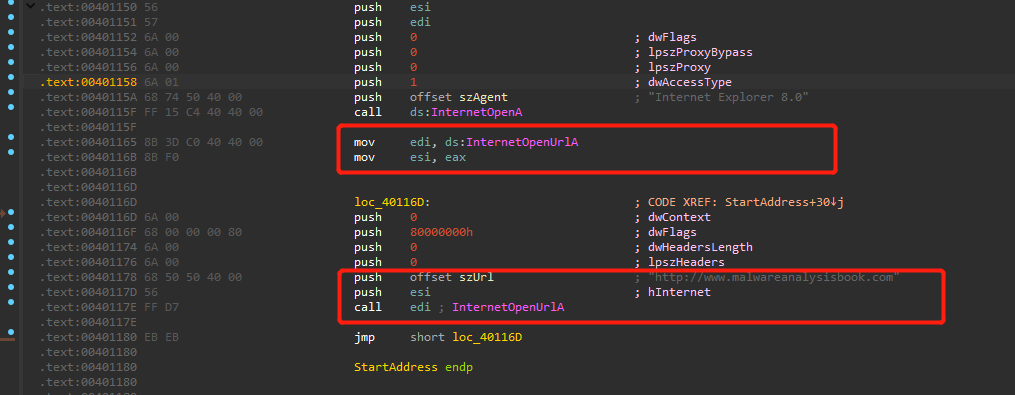 .text:00401150 56 push esi
.text:00401151 57 push edi
.text:00401152 6A 00 push 0 ; dwFlags
.text:00401154 6A 00 push 0 ; lpszProxyBypass
.text:00401156 6A 00 push 0 ; lpszProxy
.text:00401158 6A 01 push 1 ; dwAccessType
.text:0040115A 68 74 50 40 00 push offset szAgent ; "Internet Explorer 8.0"
.text:0040115F FF 15 C4 40 40 00 call ds:InternetOpenA
.text:0040115F
.text:00401165 8B 3D C0 40 40 00 mov edi, ds:InternetOpenUrlA
.text:0040116B 8B F0 mov esi, eax
.text:0040116B
.text:0040116D
.text:0040116D loc_40116D: ; CODE XREF: StartAddress+30↓j
.text:0040116D 6A 00 push 0 ; dwContext
.text:0040116F 68 00 00 00 80 push 80000000h ; dwFlags
.text:00401174 6A 00 push 0 ; dwHeadersLength
.text:00401176 6A 00 push 0 ; lpszHeaders
.text:00401178 68 50 50 40 00 push offset szUrl ; "http://www.malwareanalysisbook.com"
.text:0040117D 56 push esi ; hInternet
.text:0040117E FF D7 call edi ; InternetOpenUrlA
.text:0040117E
.text:00401180 EB EB jmp short loc_40116D
.text:00401180
.text:00401180 StartAddress endp
.text:00401180